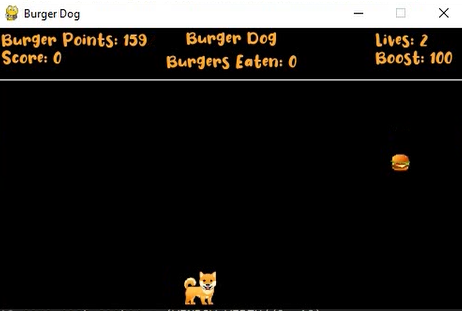 Burger Dog
Burger Points: 159
Burger Dog
Lives: 2
Score: 0
Burgers Eaten: 0
Boost: 100